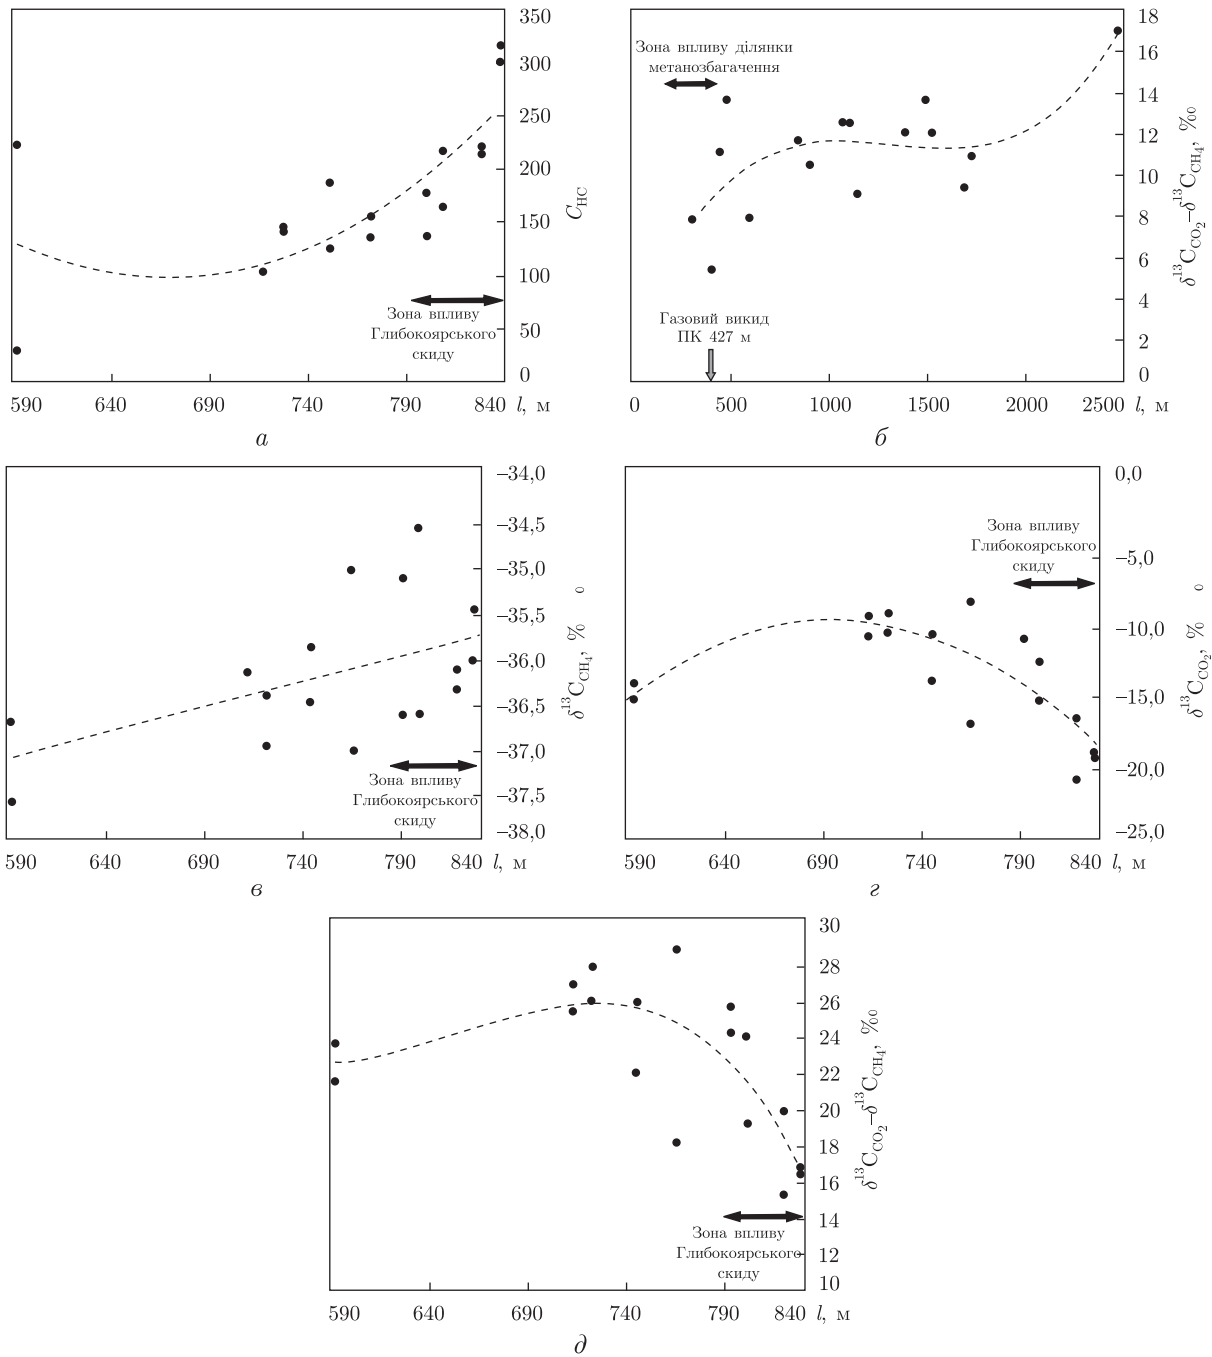 350
300
250
200
150
100
50
0
C_HC
Зона впливу
Глибокоярського
скиду
590 640 690 740 790 840 l, м
а
18
16
14
12
10
8
6
4
2
0
δ¹³C_CO₂–δ¹³C_CH₄, ‰
Зона впливу ділянки
метанозбагачення
Газовий викид
ПК 427 м
0 500 1000 1500 2000 2500 l, м
б
–34,0
–34,5
–35,0
–35,5
–36,0
–36,5
–37,0
–37,5
–38,0
δ¹³C_CH₄, % o
Зона впливу
Глибокоярського
скиду
590 640 690 740 790 840 l, м
в
0,0
–5,0
–10,0
–15,0
–20,0
–25,0
δ¹³C_CO₂, % o
Зона впливу
Глибокоярського
скиду
590 640 690 740 790 840 l, м
г
30
28
26
24
22
20
18
16
14
12
10
δ¹³C_CO₂–δ¹³C_CH₄, ‰
Зона впливу
Глибокоярського
скиду
590 640 690 740 790 840 l, м
д